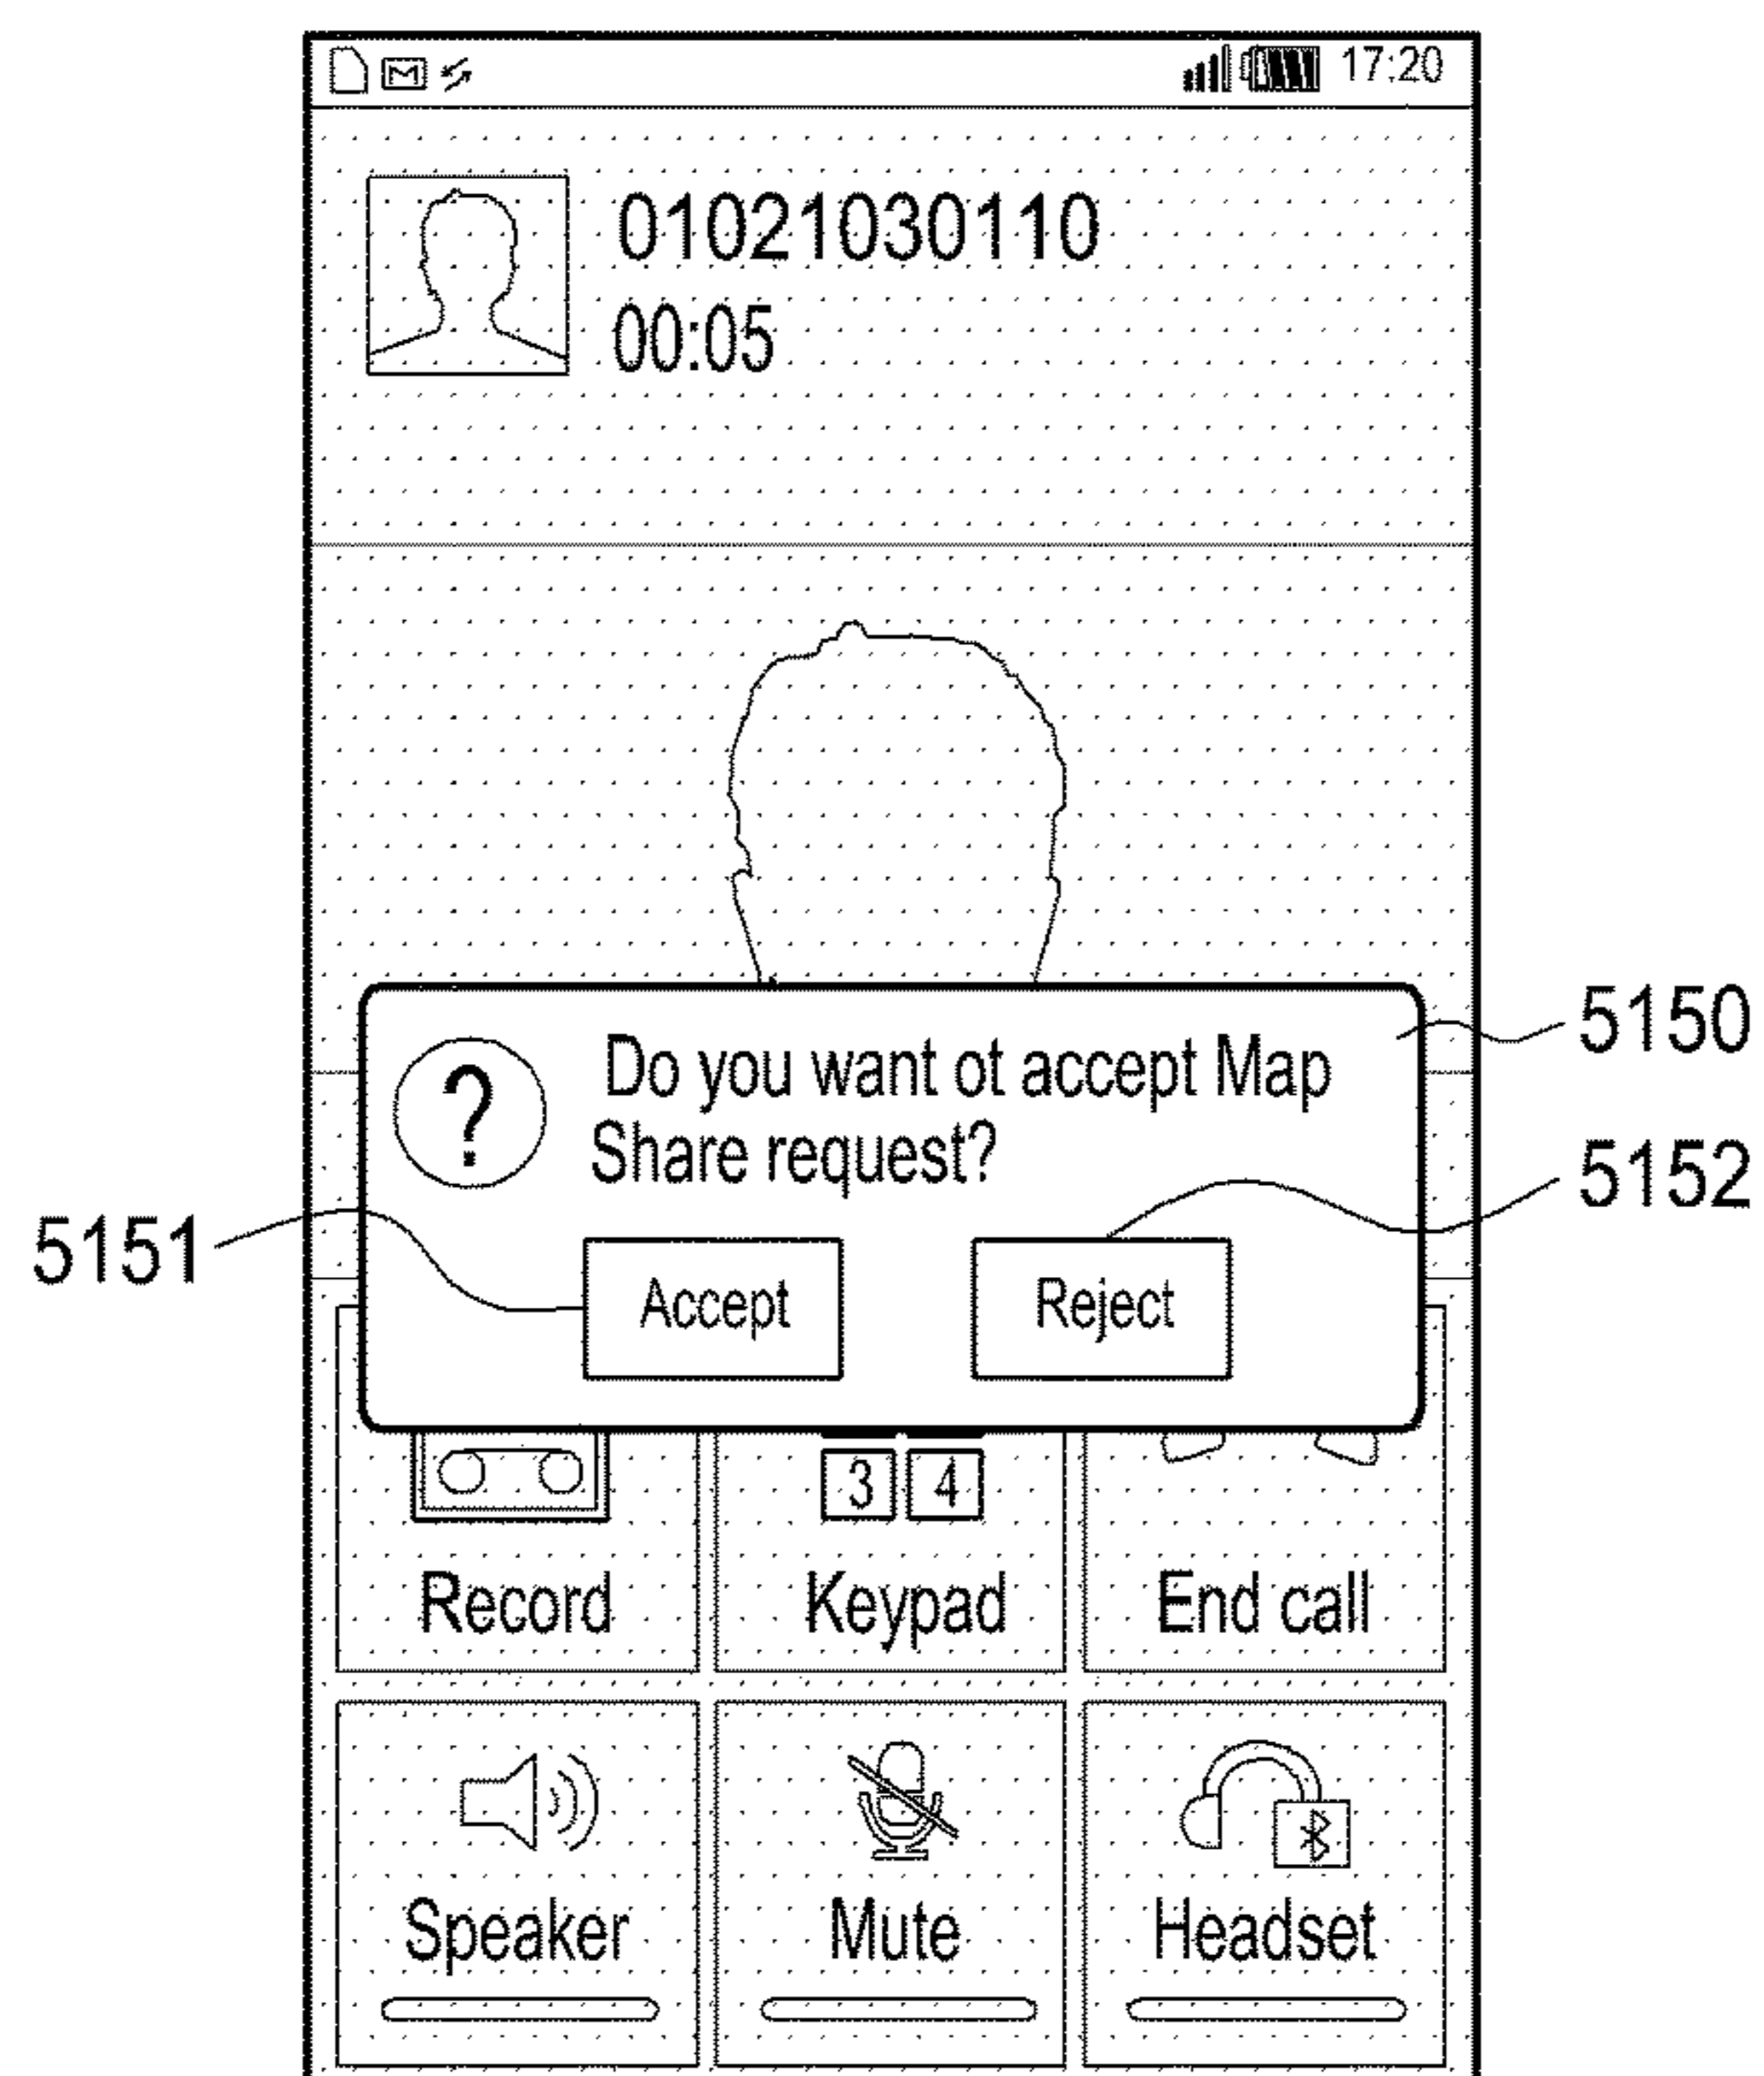 17:20
01021030110
00:05
5150
? Do you want ot accept Map
Share request?
5152
5151
Accept Reject
3 4
Record Keypad End call
Speaker Mute Headset